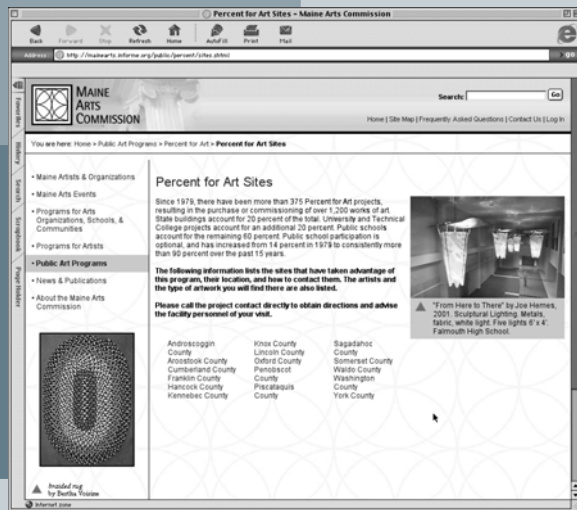 Percent for Art Sites - Maine Arts Commission
Back Forward Stop Refresh Home AutoFill Print Mail
Address http://mainearts.informe.org/public/percent/sites.shtml go
Favorites
History
Search
Scrapbook
Page Holder
MAINE
ARTS
COMMISSION
Search: Go
Home | Site Map | Frequently Asked Questions | Contact Us | Log In
You are here: Home > Public Art Programs > Percent for Art > Percent for Art Sites
• Maine Artists & Organizations
• Maine Arts Events
• Programs for Arts
Organizations, Schools, &
Communities
• Programs for Artists
• Public Art Programs
• News & Publications
• About the Maine Arts
Commission
braided rug
by Bertha Voisine
Percent for Art Sites
Since 1979, there have been more than 375 Percent for Art projects,
resulting in the purchase or commissioning of over 1,200 works of art.
State buildings account for 20 percent of the total. University and Technical
College projects account for an additional 20 percent. Public schools
account for the remaining 60 percent. Public school participation is
optional, and has increased from 14 percent in 1979 to consistently more
than 90 percent over the past 15 years.
The following information lists the sites that have taken advantage of
this program, their location, and how to contact them. The artists and
the type of artwork you will find there are also listed.
Please call the project contact directly to obtain directions and advise
the facility personnel of your visit.
Androscoggin
County
Aroostook County
Cumberland County
Franklin County
Hancock County
Kennebec County
Knox County
Lincoln County
Oxford County
Penobscot
County
Piscataquis
County
Sagadahoc
County
Somerset County
Waldo County
Washington
County
York County
"From Here to There" by Joe Hemes,
2001. Sculptural Lighting. Metals,
fabric, white light. Five lights 6' x 4'.
Falmouth High School.
Internet zone